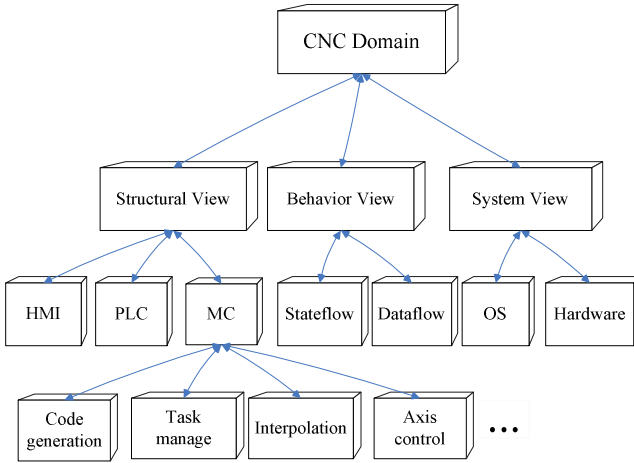 CNC Domain
Structural View
Behavior View
System View
HMI
PLC
MC
Stateflow
Dataflow
OS
Hardware
Code
generation
Task
manage
Interpolation
Axis
control
...